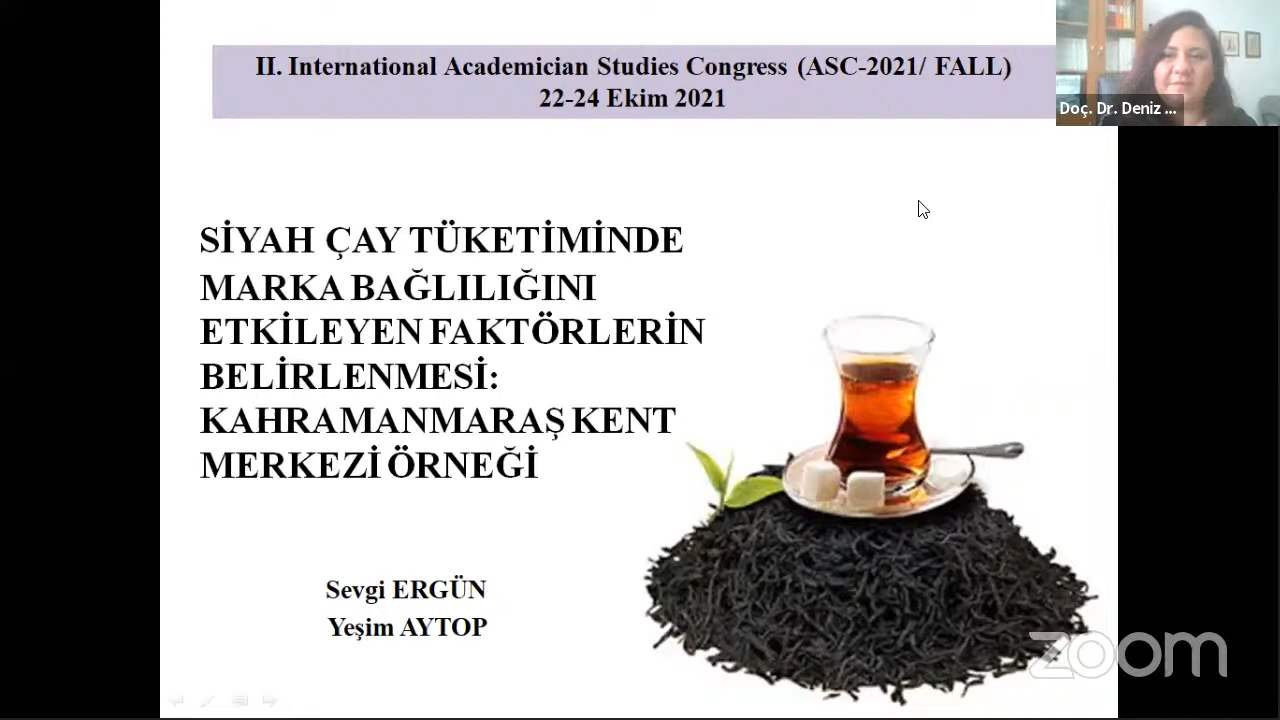 II. International Academician Studies Congress (ASC-2021/ FALL)
22-24 Ekim 2021
Doç. Dr. Deniz ...
SİYAH ÇAY TÜKETİMİNDE
MARKA BAĞLILIĞINI
ETKİLEYEN FAKTÖRLERİN
BELİRLENMESİ:
KAHRAMANMARAŞ KENT
MERKEZİ ÖRNEĞİ
Sevgi ERGÜN
Yeşim AYTOP
zoom